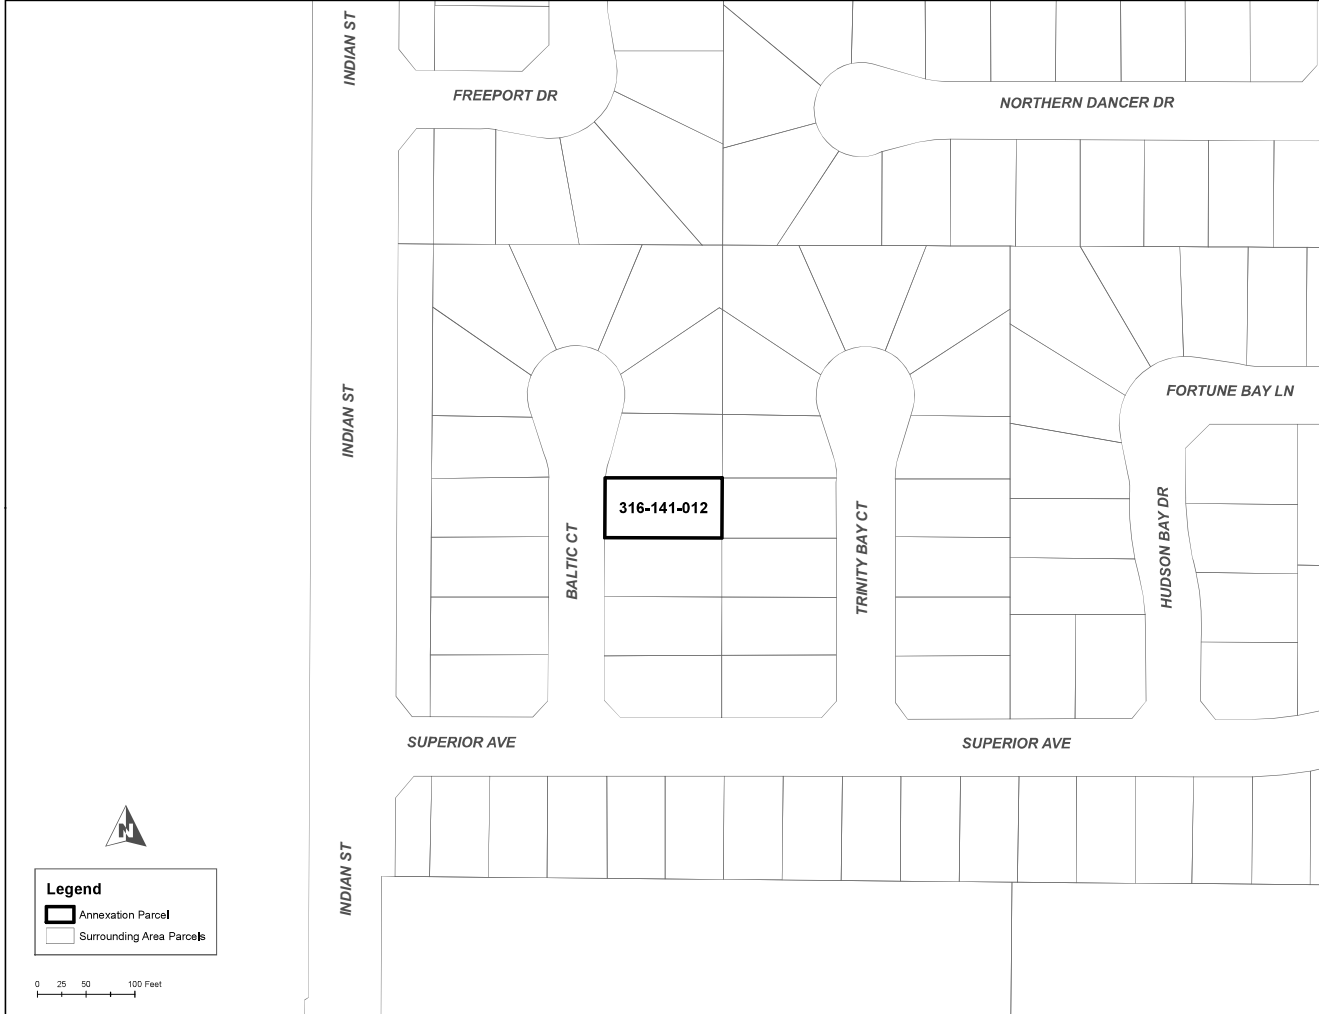 INDIAN ST
FREEPORT DR
NORTHERN DANCER DR
INDIAN ST
FORTUNE BAY LN
316-141-012
BALTIC CT
TRINITY BAY CT
HUDSON BAY DR
SUPERIOR AVE
SUPERIOR AVE
INDIAN ST
N
Legend
Annexation Parcel
Surrounding Area Parcels
0 25 50 100 Feet